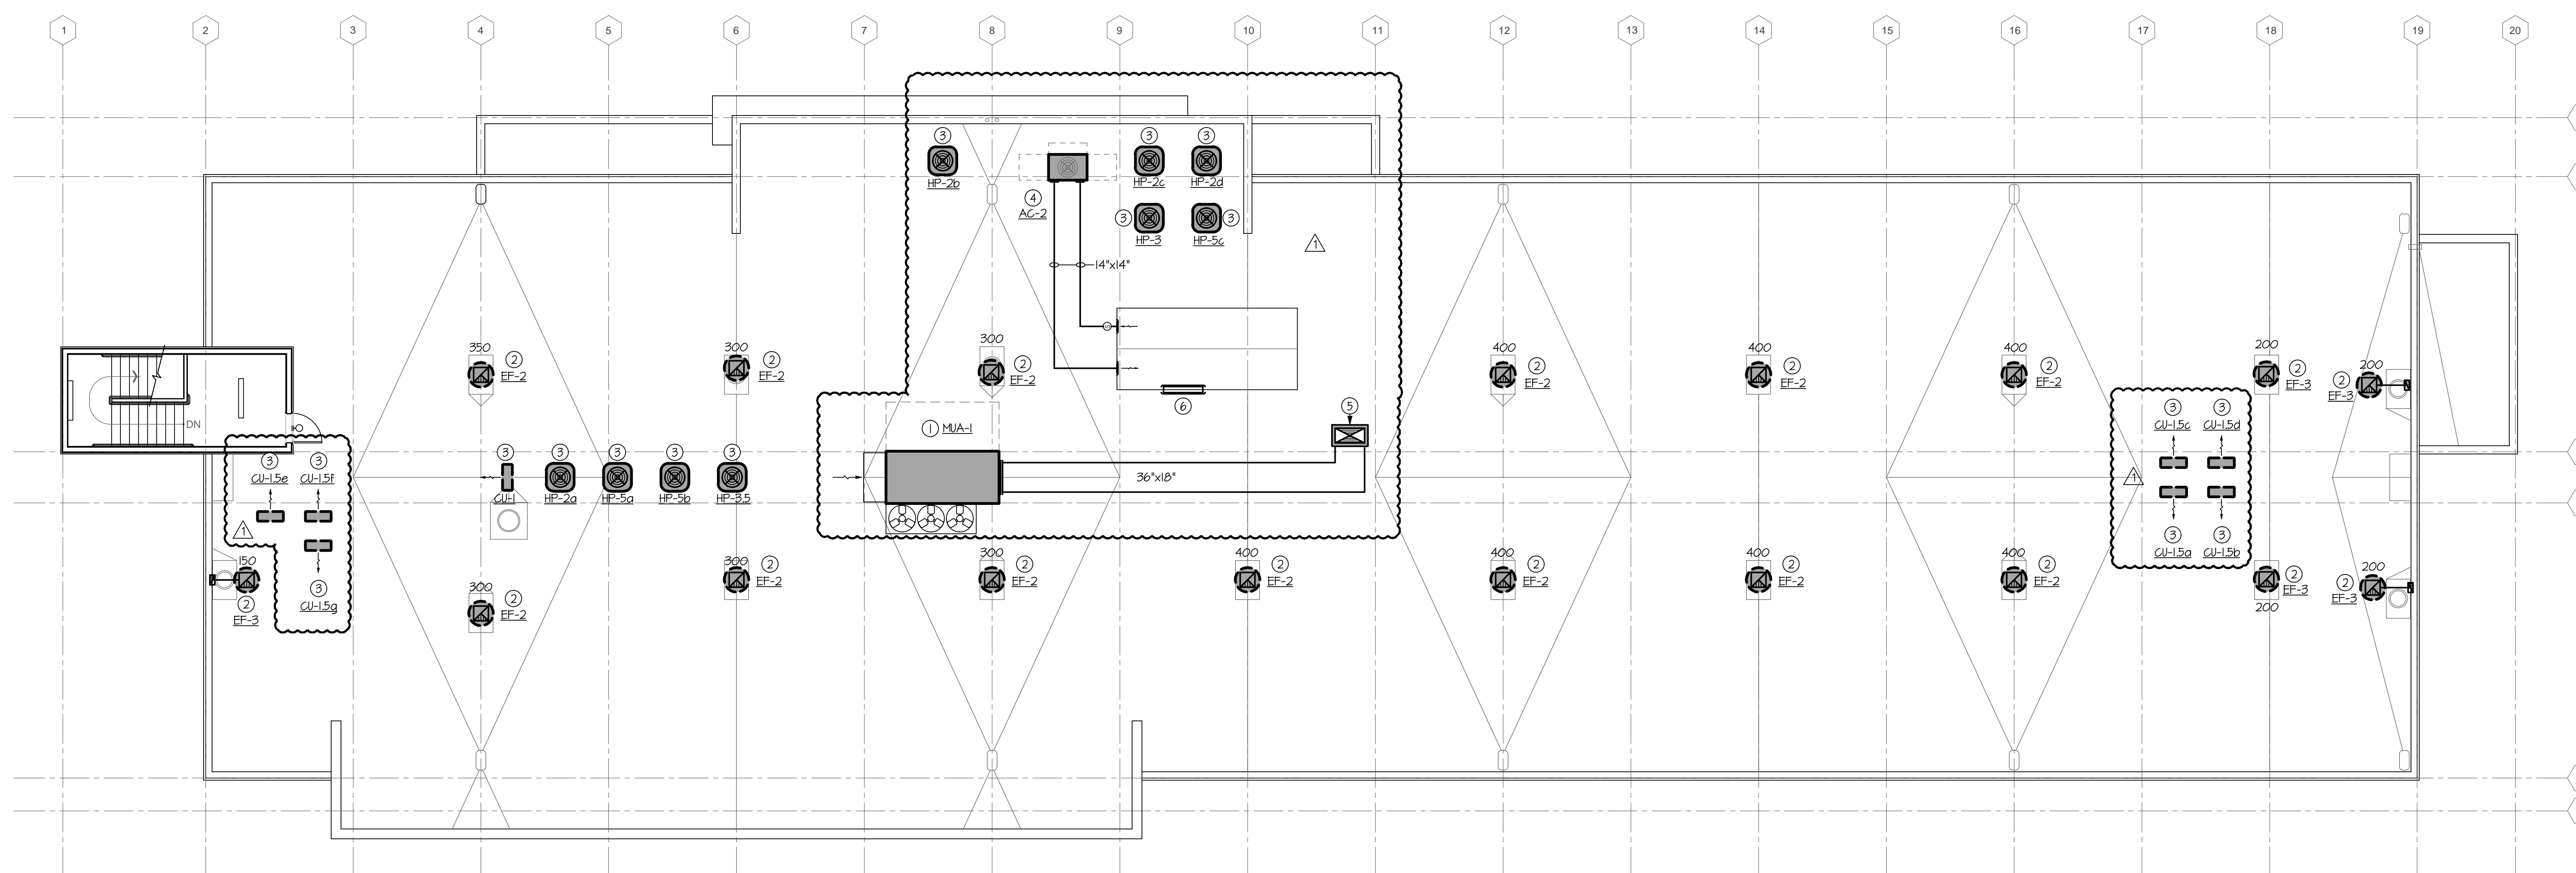 1 2 3 4 5 6 7 8 9 10 11 12 13 14 15 16 17 18 19 20
3 3 3
HP-2b HP-2c HP-2d
4
AC-2
3 3
HP-3 HP-5c
1
14"x14"
S
350 300 300 400 400 400 200 200
2 2 2 2 2 2 2 2
EF-2 EF-2 EF-2 EF-2 EF-2 EF-2 EF-3 EF-3
6
5
1 MUA-1
DN
3 3
CU-1.5c CU-1.5d
3 3
CU-1.5e CU-1.5f
3 3 3 3 3
CU-1 HP-2a HP-5a HP-5b HP-3.5
36"x18"
1
1
3 3
CU-1.5a CU-1.5b
150 300 300 400 400 400 400 200
2 2 2 2 2 2 2 2
EF-2 EF-2 EF-2 EF-2 EF-2 EF-2 EF-3 EF-3
200
2
EF-3
3
CU-1.5g
300
2
EF-2